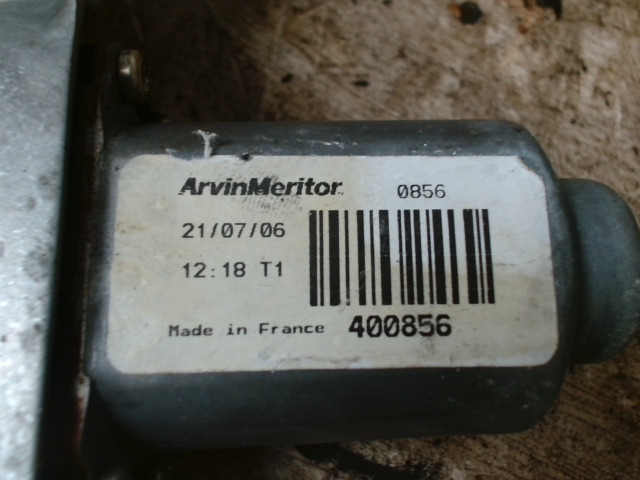 ArvinMeritor 0856
21/07/06
12:18 T1
Made in France 400856